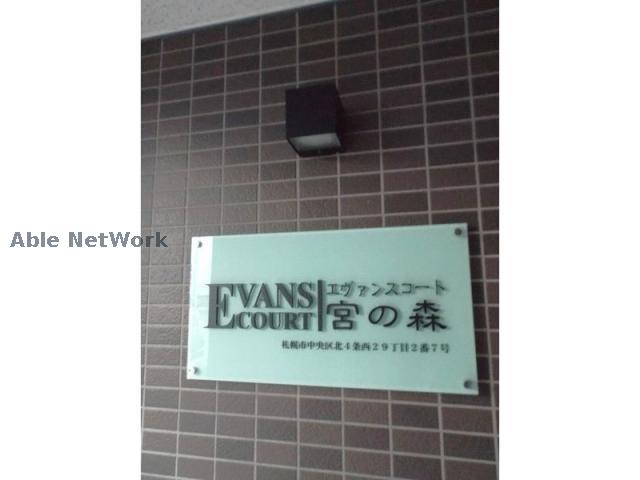 Able NetWork
EVANS COURT
エヴァンスコート
宮の森
札幌市中央区北4条西29丁目2番7号